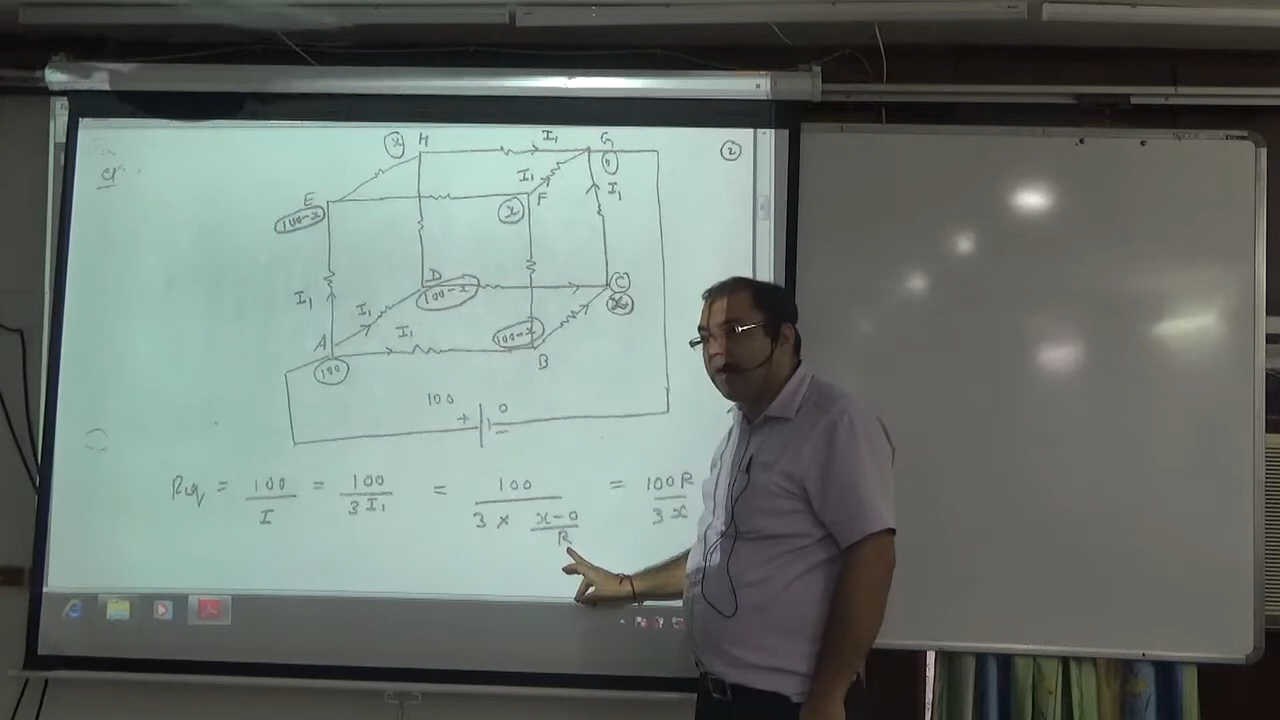 x H I₁ G 2
0
I₁ F I₁
E
100-x x
D C
100-x x
I₁ I₁ I₁ 100-x
A B
100
100 0
+ −
Req = 100/I = 100/3I₁ = 100/(3 × (x-0)/R) = 100R/3x